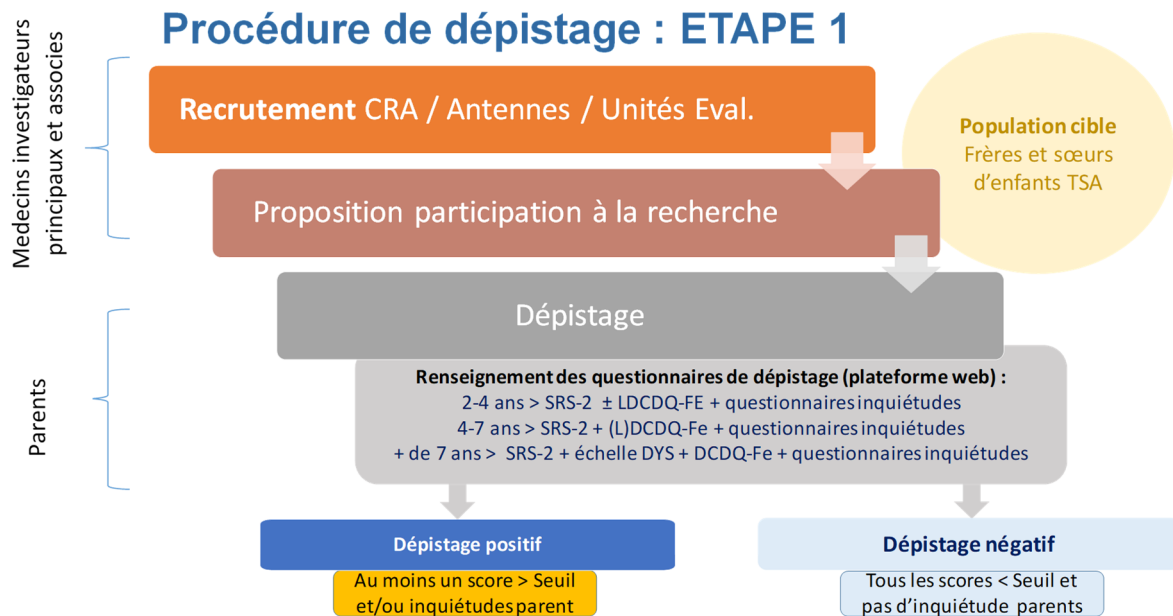 Procédure de dépistage : ETAPE 1
Medecins investigateurs
principaux et associes
Recrutement CRA / Antennes / Unités Eval.
Population cible
Frères et sœurs
d’enfants TSA
Proposition participation à la recherche
Parents
Dépistage
Renseignement des questionnaires de dépistage (plateforme web) :
2-4 ans > SRS-2 ± LDCDQ-FE + questionnaires inquiétudes
4-7 ans > SRS-2 + (L)DCDQ-Fe + questionnaires inquiétudes
+ de 7 ans > SRS-2 + échelle DYS + DCDQ-Fe + questionnaires inquiétudes
Dépistage positif
Au moins un score > Seuil
et/ou inquiétudes parent
Dépistage négatif
Tous les scores < Seuil et
pas d’inquiétude parents